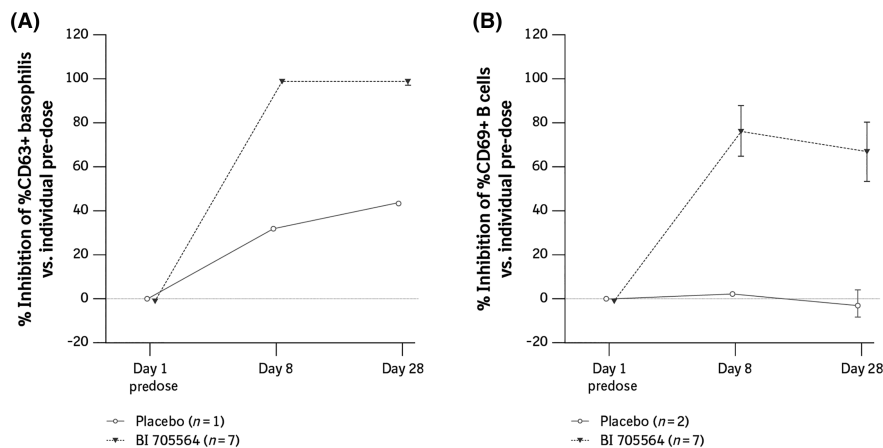 (A)
% Inhibition of %CD63+ basophilis
vs. individual pre-dose
120
100
80
60
40
20
0
-20
Day 1
predose
Day 8
Day 28
Placebo (n=1)
BI 705564 (n=7)
(B)
% Inhibition of %CD69+ B cells
vs. individual pre-dose
120
100
80
60
40
20
0
-20
Day 1
predose
Day 8
Day 28
Placebo (n=2)
BI 705564 (n=7)